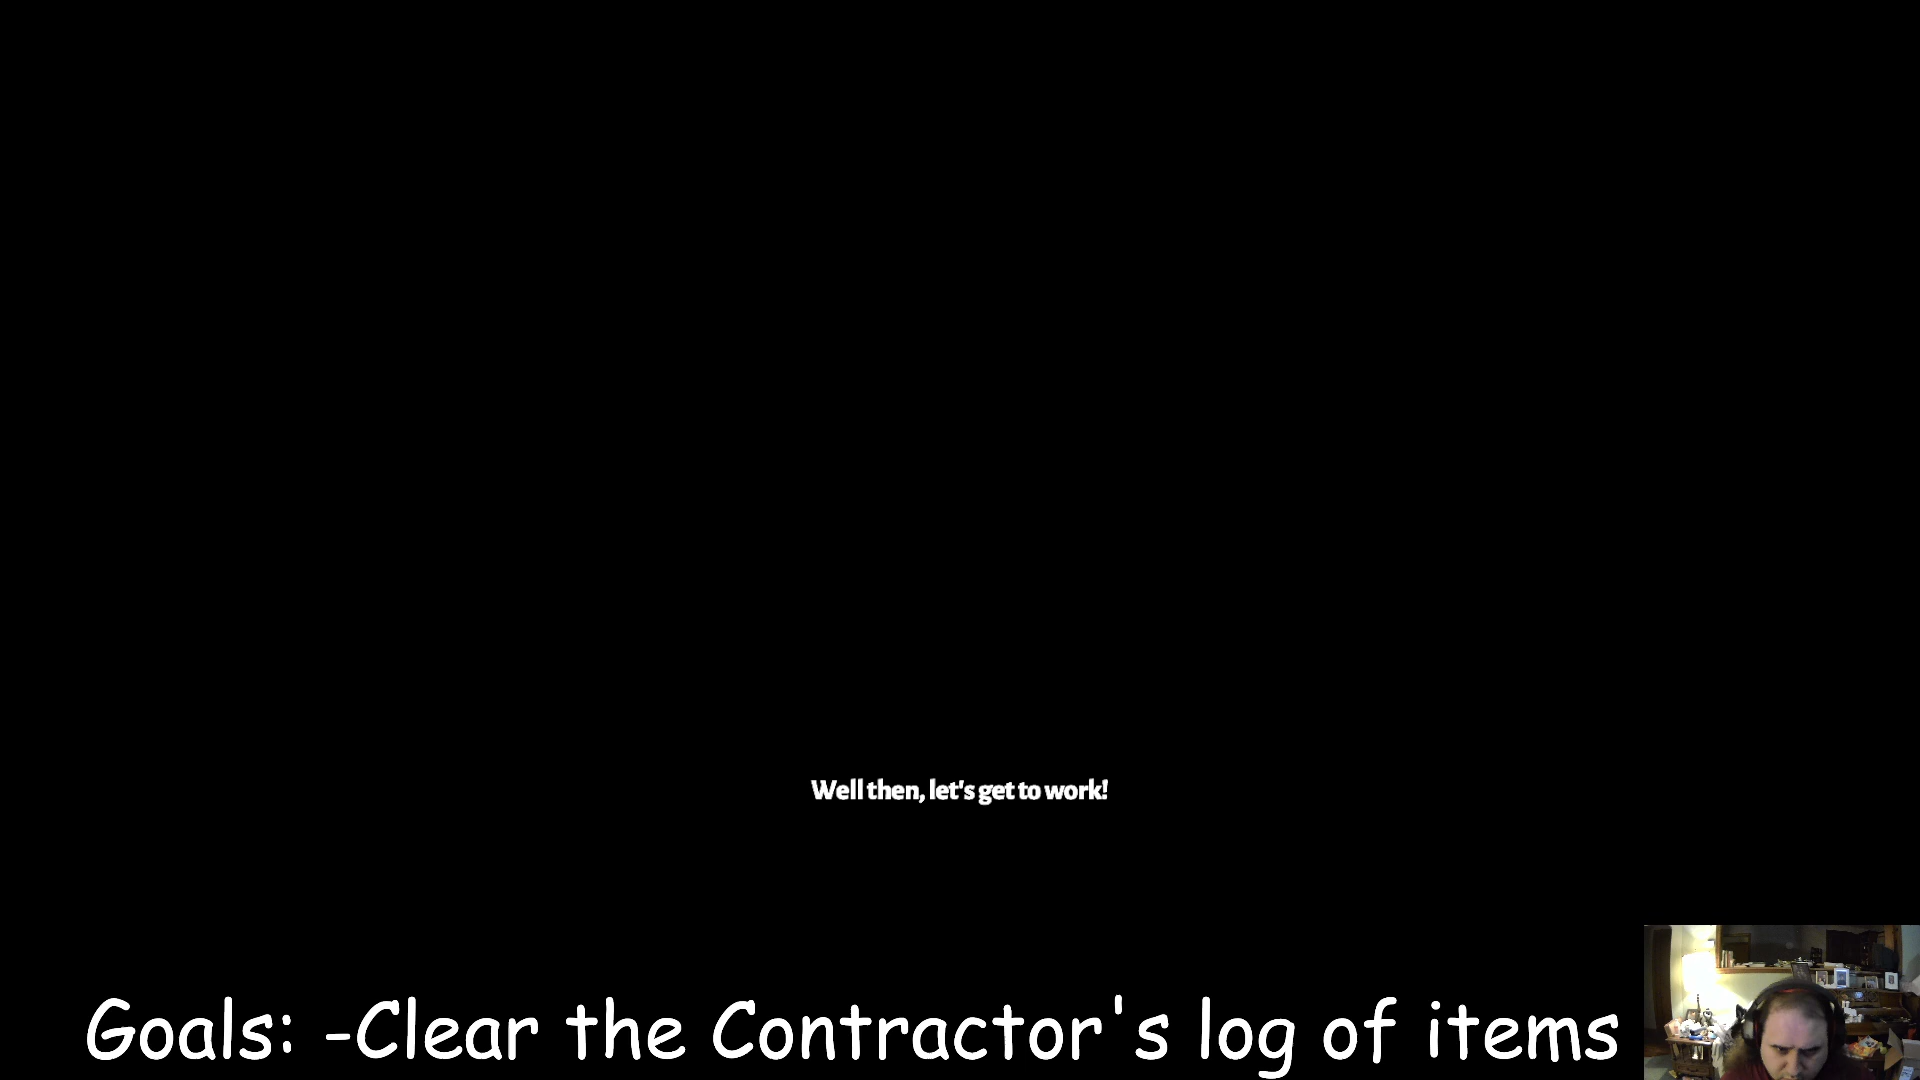 Well then, let's get to work!
Goals: -Clear the Contractor's log of items